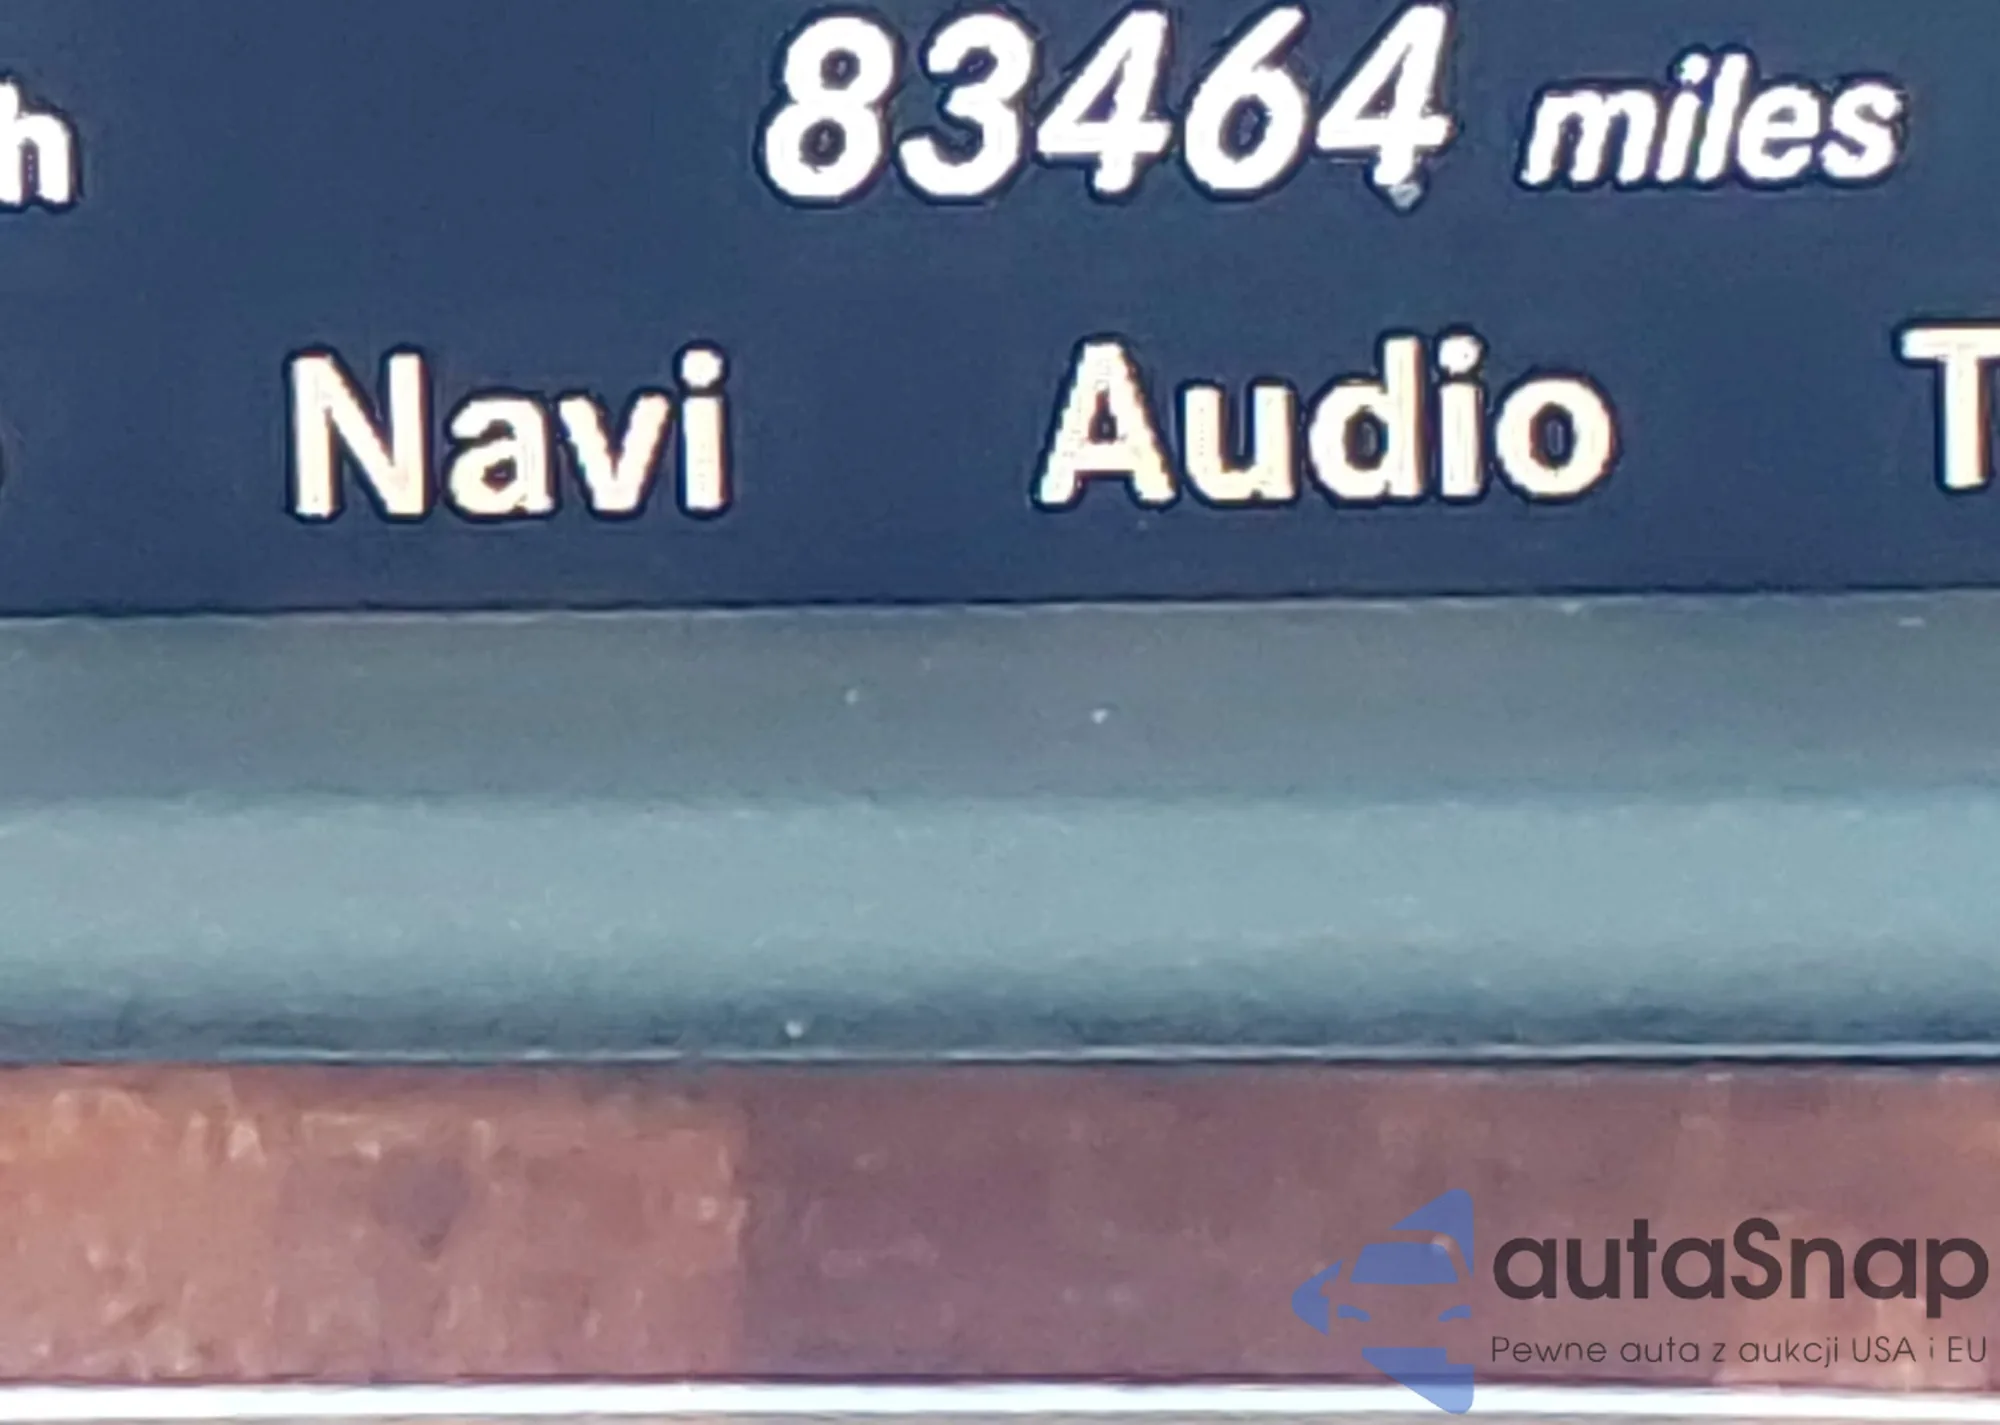 83464 miles
h
Navi Audio T
autaSnap
Pewne auta z aukcji USA i EU